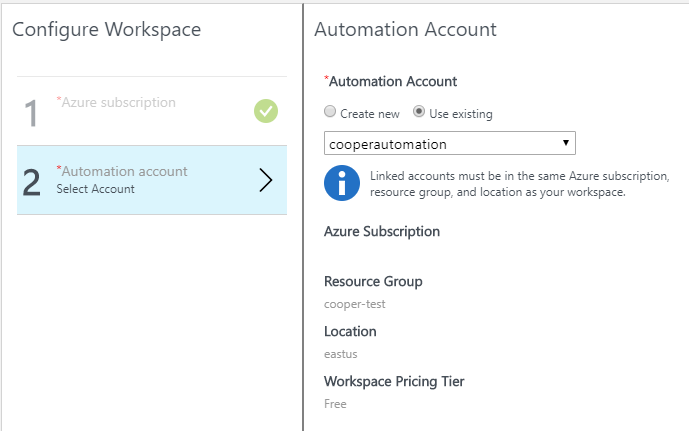 Configure Workspace
1
*Azure subscription
2
*Automation account
Select Account
Automation Account
*Automation Account
Create new
Use existing
cooperautomation
Linked accounts must be in the same Azure subscription,
resource group, and location as your workspace.
Azure Subscription
Resource Group
cooper-test
Location
eastus
Workspace Pricing Tier
Free